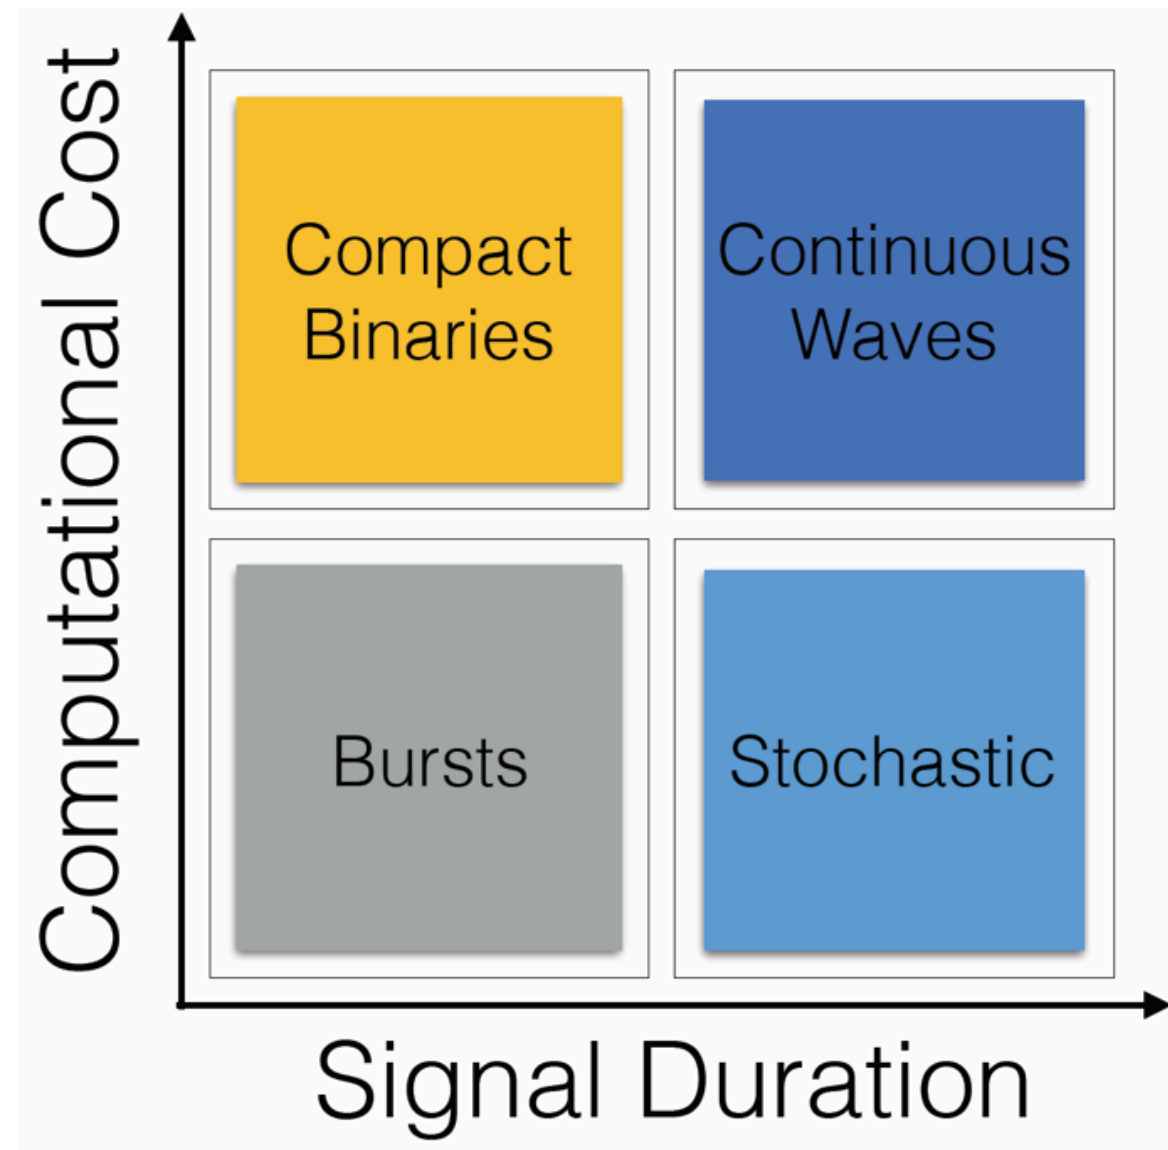 Computational Cost
Compact
Binaries
Continuous
Waves
Bursts
Stochastic
Signal Duration